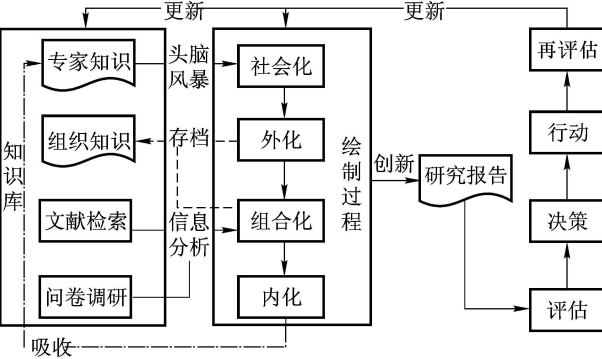 更新
更新
专家知识
组织知识
文献检索
问卷调研
知
识
库
头脑
风暴
存档
信息
分析
吸收
社会化
外化
组合化
内化
绘
制
过
程
创新
研究报告
再评估
行动
决策
评估